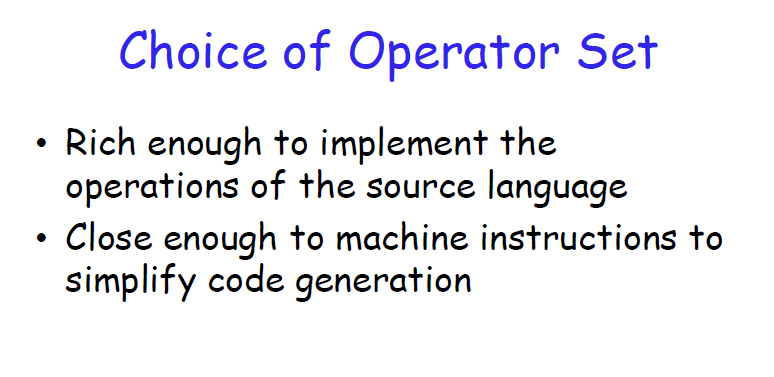 Choice of Operator Set
• Rich enough to implement the
operations of the source language
• Close enough to machine instructions to
simplify code generation